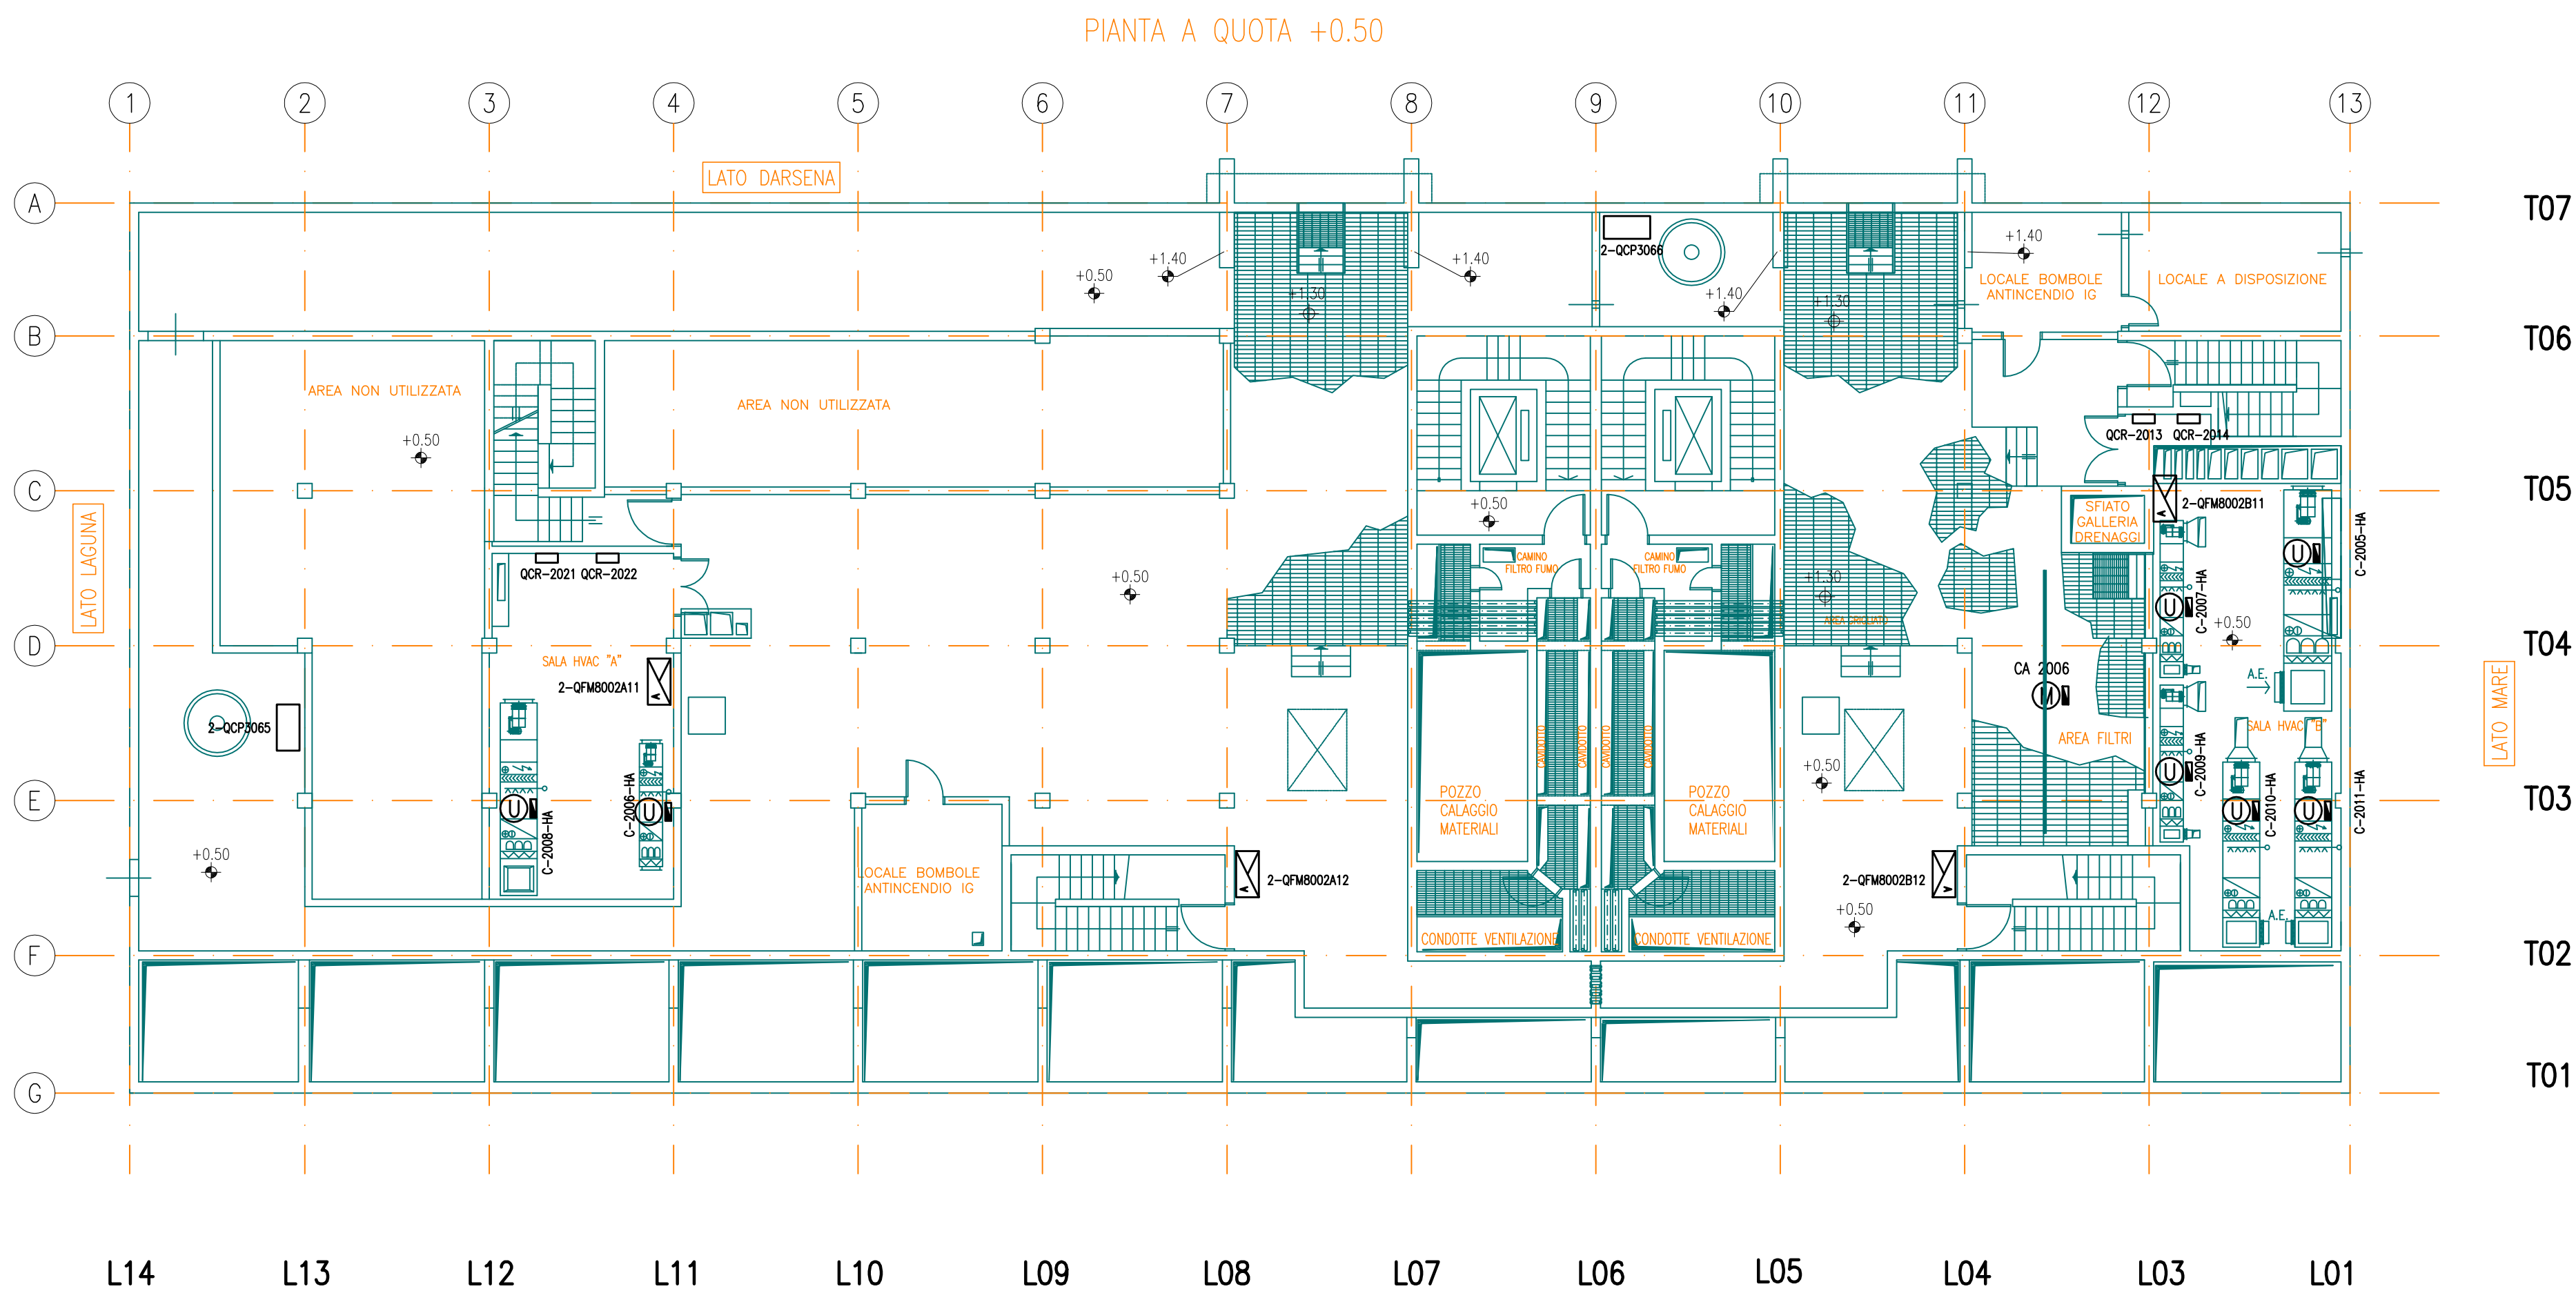 PIANTA A QUOTA +0.50
1 2 3 4 5 6 7 8 9 10 11 12 13
LATO DARSENA
A
T07
2-QCP3066
+1.40
+1.40
+1.40
+0.50
+1.30
+1.40
+1.30
LOCALE BOMBOLE
ANTINCENDIO IG
LOCALE A DISPOSIZIONE
B
T06
AREA NON UTILIZZATA
AREA NON UTILIZZATA
+0.50
QCR-2013
QCR-2014
C
T05
+0.50
SFIATO
GALLERIA
DRENAGGI
2-QFM8002B11
LATO LAGUNA
QCR-2021
QCR-2022
CAMINO
FILTRO FUMO
CAMINO
FILTRO FUMO
U
C-2005-HA
+0.50
+1.30
AREA GRIGLIATO
U
C-2007-HA
+0.50
D
T04
SALA HVAC "A"
2-QFM8002A11
A
CA 2006
M
A.E.
LATO MARE
2-QCP3065
CAVIDOTTO
CAVIDOTTO
CAVIDOTTO
CAVIDOTTO
AREA FILTRI
SALA HVAC "B"
+0.50
U
C-2009-HA
E
T03
U
C-2008-HA
U
C-2006-HA
POZZO
CALAGGIO
MATERIALI
POZZO
CALAGGIO
MATERIALI
U
C-2010-HA
U
C-2011-HA
+0.50
LOCALE BOMBOLE
ANTINCENDIO IG
A
2-QFM8002A12
2-QFM8002B12
+0.50
A.E.
CONDOTTE VENTILAZIONE
CONDOTTE VENTILAZIONE
F
T02
G
T01
L14 L13 L12 L11 L10 L09 L08 L07 L06 L05 L04 L03 L01